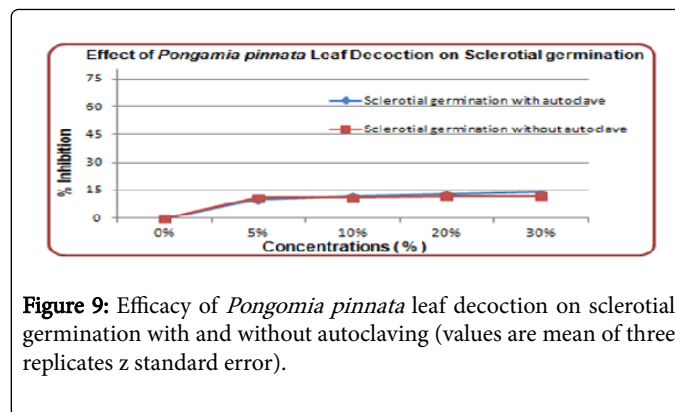 Effect of Pongamia pinnata Leaf Decoction on Sclerotial germination
75
60
45
30
15
0
% Inhibition
Sclerotial germination with autoclave
Sclerotial germination without autoclave
0% 5% 10% 20% 30%
Concentrations (%)
Figure 9: Efficacy of Pongomia pinnata leaf decoction on sclerotial
germination with and without autoclaving (values are mean of three
replicates z standard error).